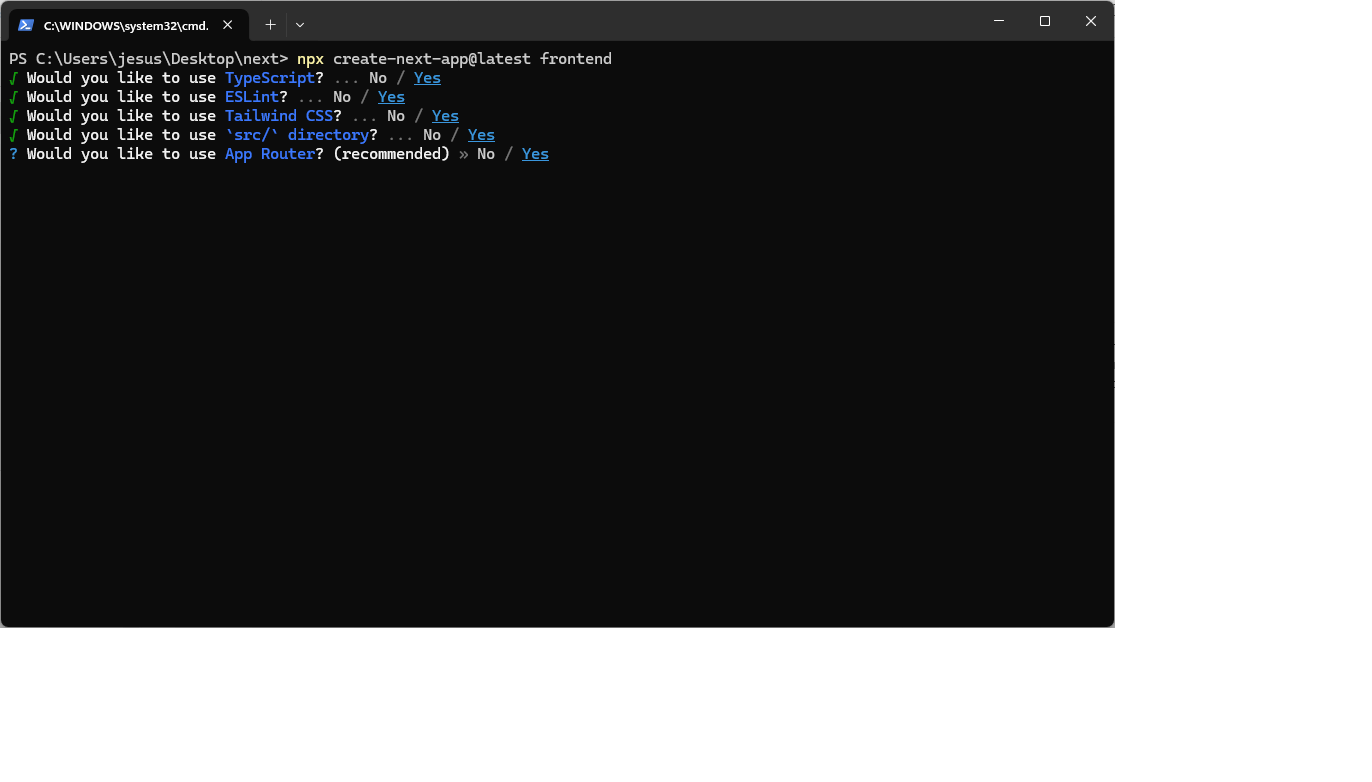 C:\WINDOWS\system32\cmd.
PS C:\Users\jesus\Desktop\next> npx create-next-app@latest frontend
√ Would you like to use TypeScript? ... No / Yes
√ Would you like to use ESLint? ... No / Yes
√ Would you like to use Tailwind CSS? ... No / Yes
√ Would you like to use `src/` directory? ... No / Yes
? Would you like to use App Router? (recommended) » No / Yes